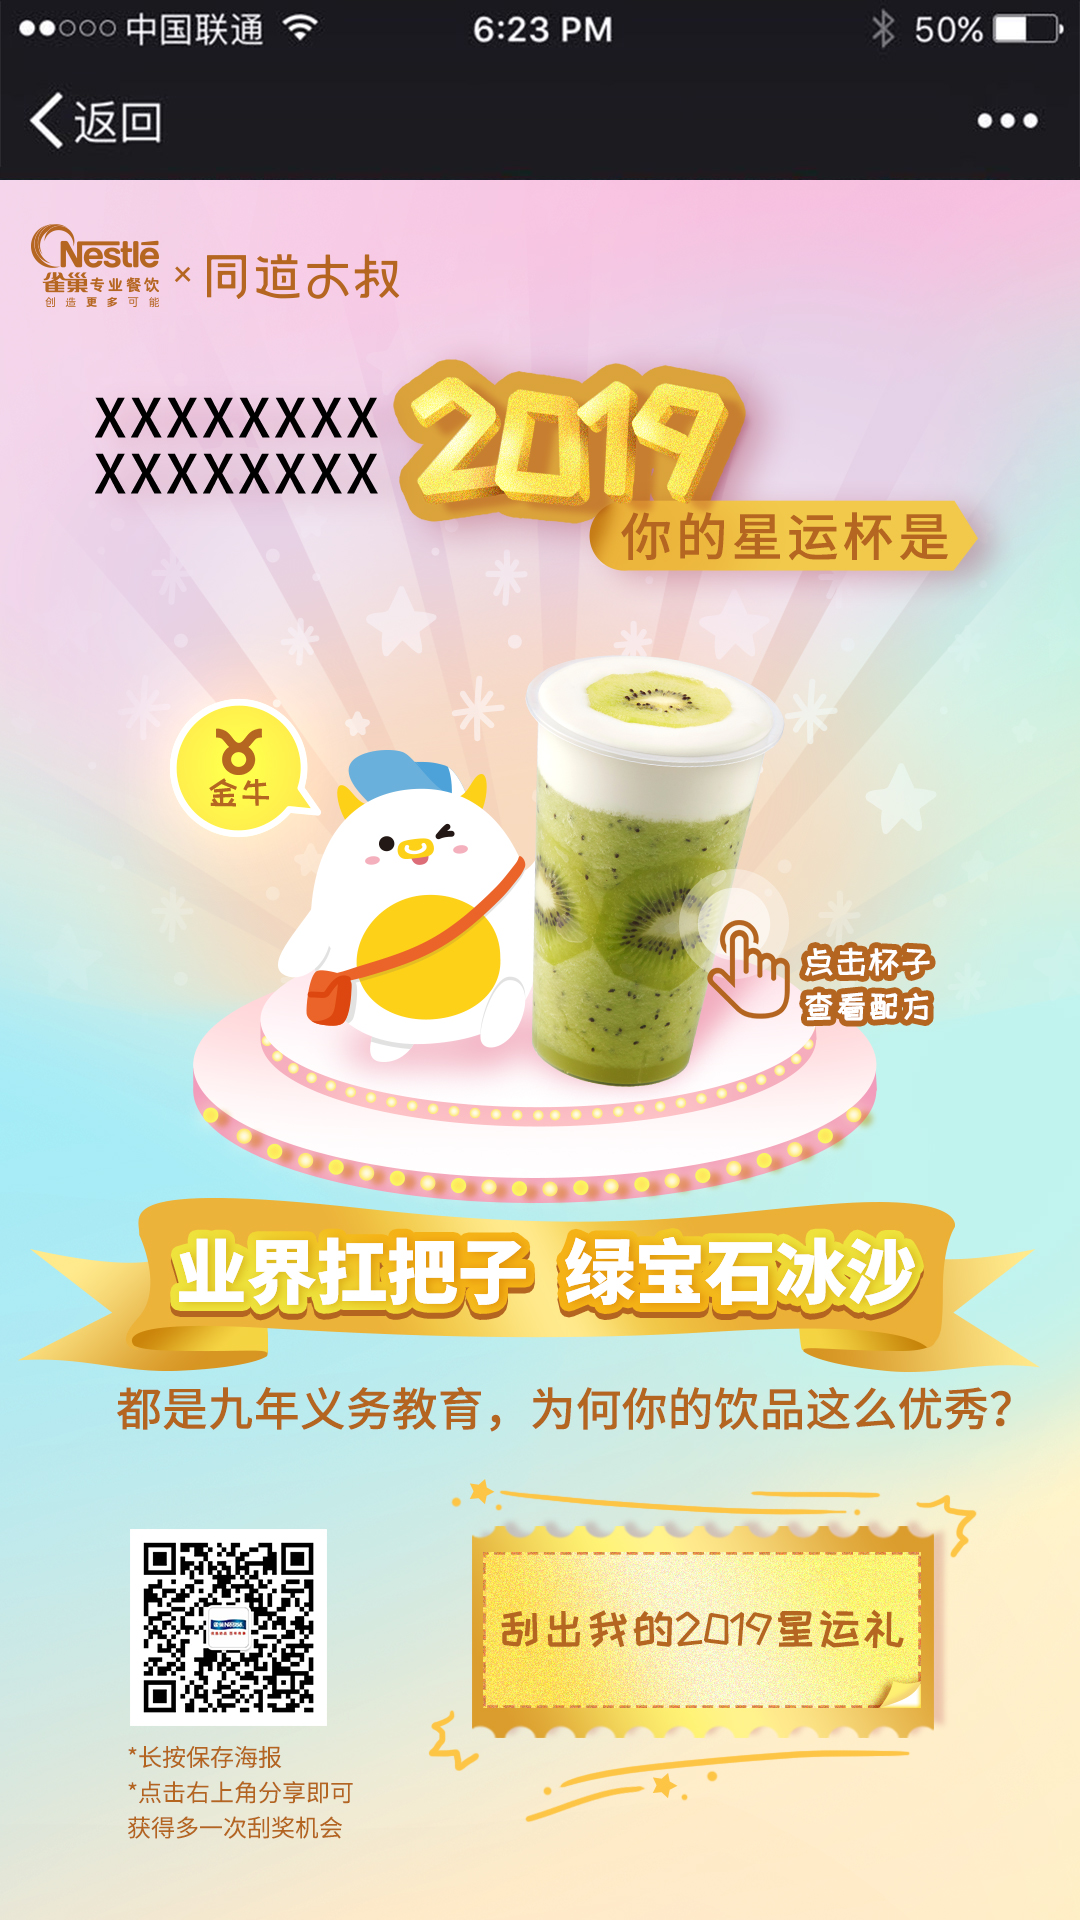 中国联通
6:23 PM
50%
返回
Nestlé
雀巢专业餐饮
创造更多可能
×
同道大叔
XXXXXXXX
XXXXXXXX
2019
你的星运杯是
金牛
点击杯子
查看配方
业界扛把子 绿宝石冰沙
都是九年义务教育，为何你的饮品这么优秀？
刮出我的2019星运礼
*长按保存海报
*点击右上角分享即可
获得多一次刮奖机会